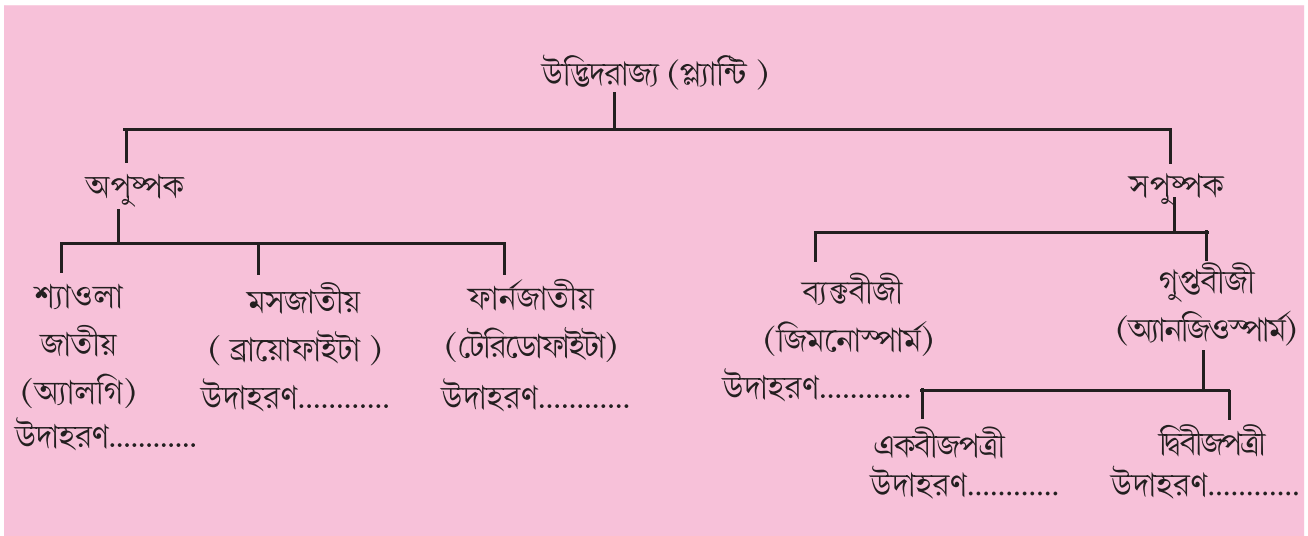 উদ্ভিদরাজ্য (প্ল্যান্টি )
অপুষ্পক
সপুষ্পক
শ্যাওলা
জাতীয়
(অ্যালগি)
উদাহরণ............
মসজাতীয়
( ব্রায়োফাইটা )
উদাহরণ............
ফার্নজাতীয়
(টেরিডোফাইটা)
উদাহরণ............
ব্যক্তবীজী
(জিমনোস্পার্ম)
উদাহরণ............
গুপ্তবীজী
(অ্যানজিওস্পার্ম)
একবীজপত্রী
উদাহরণ............
দ্বিবীজপত্রী
উদাহরণ............